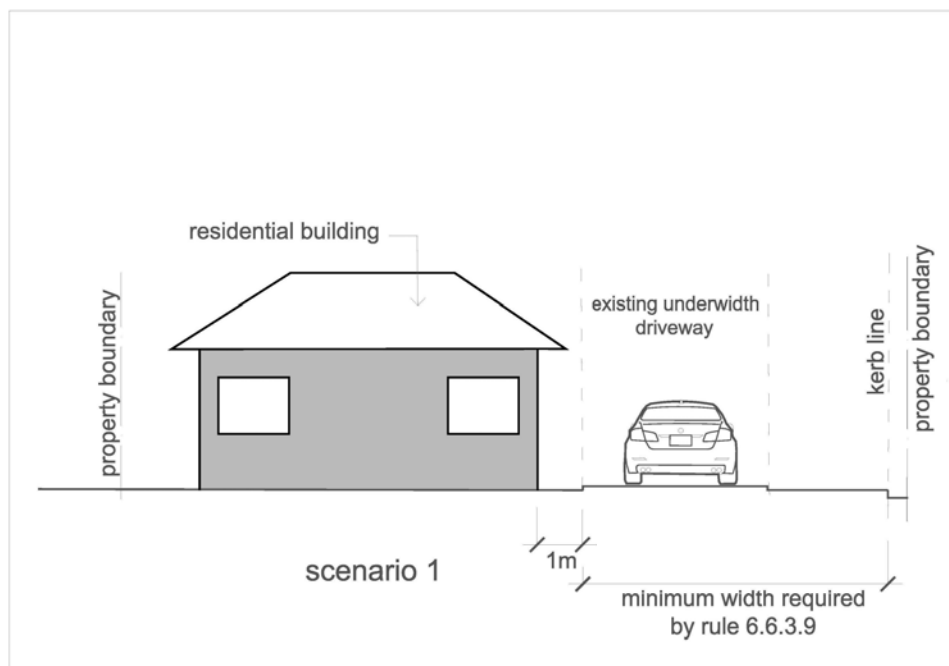 residential building
property boundary
existing underwidth
driveway
kerb line
property boundary
1m
scenario 1
minimum width required
by rule 6.6.3.9